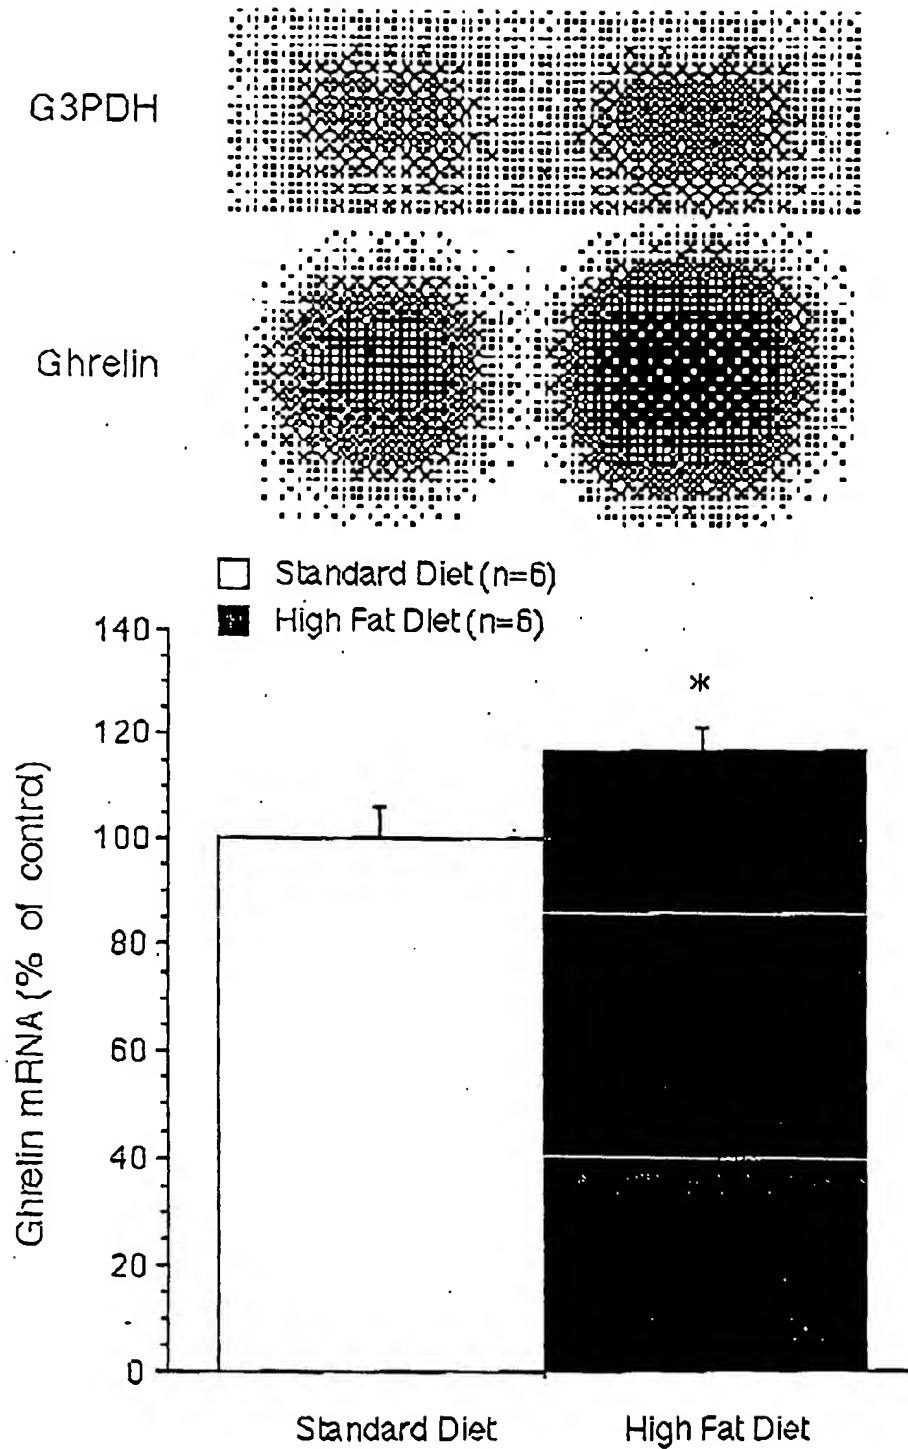 G3PDH
Ghrelin
Standard Diet (n=6)
High Fat Diet (n=6)
140
120
100
80
60
40
20
0
Ghrelin mRNA (% of control)
*
Standard Diet
High Fat Diet